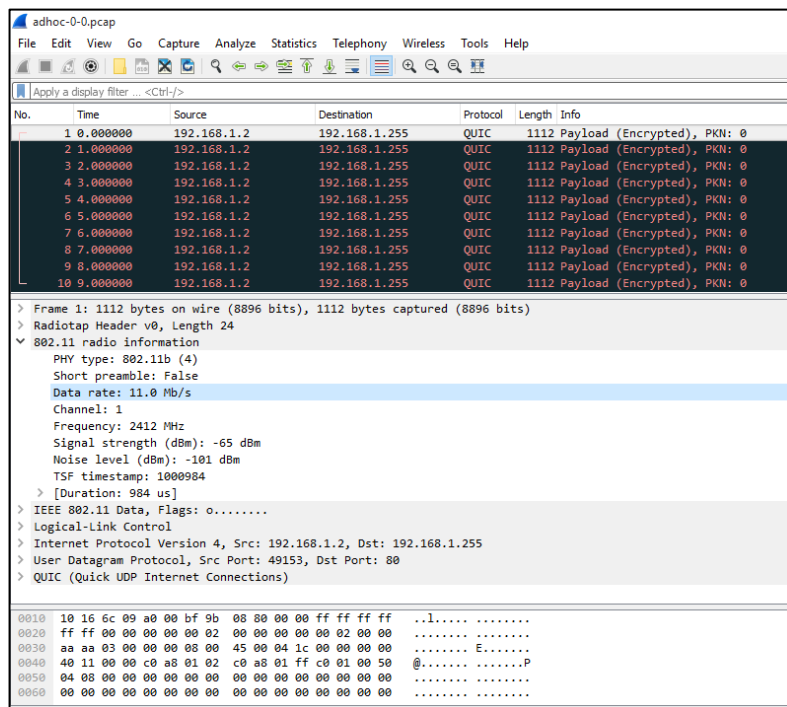 adhoc-0-0.pcap
File Edit View Go Capture Analyze Statistics Telephony Wireless Tools Help
Apply a display filter ... <Ctrl-/>
No. Time Source Destination Protocol Length Info
1 0.000000 192.168.1.2 192.168.1.255 QUIC 1112 Payload (Encrypted), PKN: 0
2 1.000000 192.168.1.2 192.168.1.255 QUIC 1112 Payload (Encrypted), PKN: 0
3 2.000000 192.168.1.2 192.168.1.255 QUIC 1112 Payload (Encrypted), PKN: 0
4 3.000000 192.168.1.2 192.168.1.255 QUIC 1112 Payload (Encrypted), PKN: 0
5 4.000000 192.168.1.2 192.168.1.255 QUIC 1112 Payload (Encrypted), PKN: 0
6 5.000000 192.168.1.2 192.168.1.255 QUIC 1112 Payload (Encrypted), PKN: 0
7 6.000000 192.168.1.2 192.168.1.255 QUIC 1112 Payload (Encrypted), PKN: 0
8 7.000000 192.168.1.2 192.168.1.255 QUIC 1112 Payload (Encrypted), PKN: 0
9 8.000000 192.168.1.2 192.168.1.255 QUIC 1112 Payload (Encrypted), PKN: 0
10 9.000000 192.168.1.2 192.168.1.255 QUIC 1112 Payload (Encrypted), PKN: 0
Frame 1: 1112 bytes on wire (8896 bits), 1112 bytes captured (8896 bits)
Radiotap Header v0, Length 24
802.11 radio information
PHY type: 802.11b (4)
Short preamble: False
Data rate: 11.0 Mb/s
Channel: 1
Frequency: 2412 MHz
Signal strength (dBm): -65 dBm
Noise level (dBm): -101 dBm
TSF timestamp: 1000984
[Duration: 984 us]
IEEE 802.11 Data, Flags: o........
Logical-Link Control
Internet Protocol Version 4, Src: 192.168.1.2, Dst: 192.168.1.255
User Datagram Protocol, Src Port: 49153, Dst Port: 80
QUIC (Quick UDP Internet Connections)
0010 10 16 6c 09 a0 00 bf 9b 08 80 00 00 ff ff ff ff ..l..... ........
0020 ff ff 00 00 00 00 00 02 00 00 00 00 00 02 00 00 ........ ........
0030 aa aa 03 00 00 00 08 00 45 00 04 1c 00 00 00 00 ........ E.......
0040 40 11 00 00 c0 a8 01 02 c0 a8 01 ff c0 01 00 50 @....... .......P
0050 04 08 00 00 00 00 00 00 00 00 00 00 00 00 00 00 ........ ........
0060 00 00 00 00 00 00 00 00 00 00 00 00 00 00 00 00 ........ ........